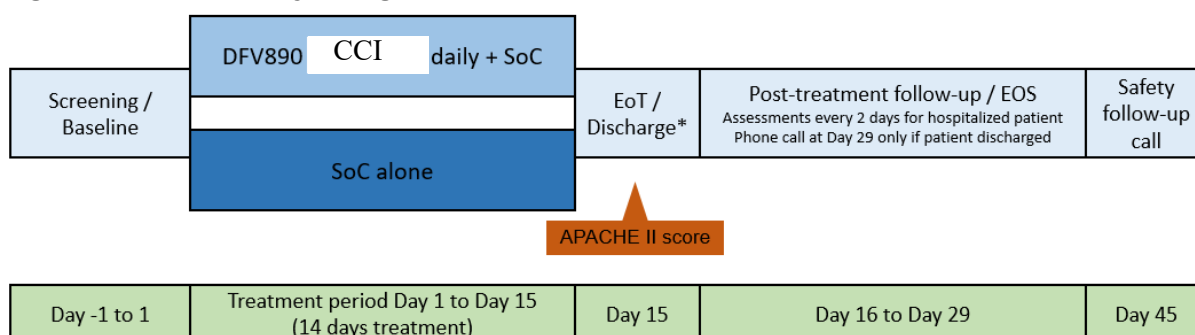 DFV890 CCI daily + SoC
Screening /
Baseline
SoC alone
EoT /
Discharge*
Post-treatment follow-up / EOS
Assessments every 2 days for hospitalized patient
Phone call at Day 29 only if patient discharged
Safety
follow-up
call
APACHE II score
Day -1 to 1
Treatment period Day 1 to Day 15
(14 days treatment)
Day 15
Day 16 to Day 29
Day 45